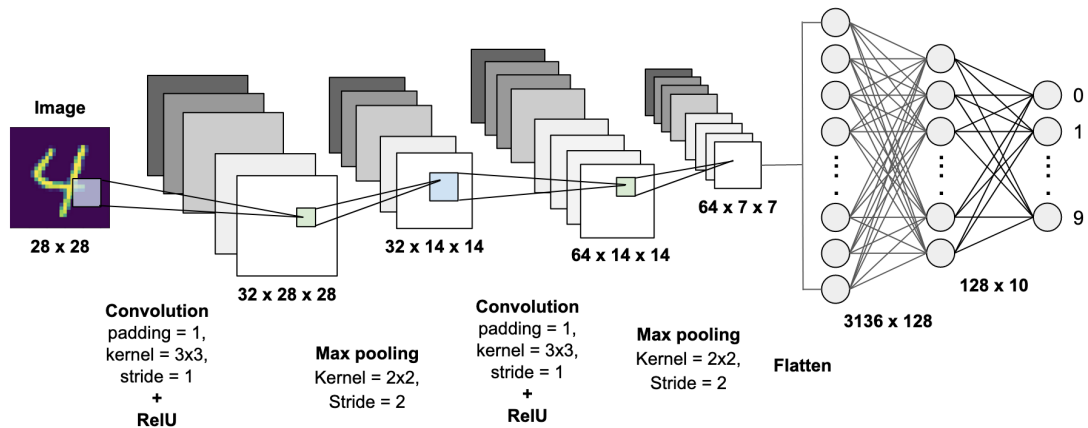 Image
28 x 28
32 x 28 x 28
Convolution
padding = 1,
kernel = 3x3,
stride = 1
+
RelU
32 x 14 x 14
Max pooling
Kernel = 2x2,
Stride = 2
64 x 14 x 14
Convolution
padding = 1,
kernel = 3x3,
stride = 1
+
RelU
64 x 7 x 7
Max pooling
Kernel = 2x2,
Stride = 2
Flatten
3136 x 128
128 x 10
0
1
9
4